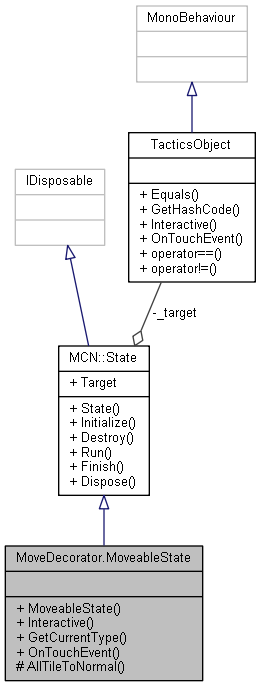 MonoBehaviour
TacticsObject
+ Equals()
+ GetHashCode()
+ Interactive()
+ OnTouchEvent()
+ operator==()
+ operator!=()
IDisposable
-_target
MCN::State
+ Target
+ State()
+ Initialize()
+ Destroy()
+ Run()
+ Finish()
+ Dispose()
MoveDecorator.MoveableState
+ MoveableState()
+ Interactive()
+ GetCurrentType()
+ OnTouchEvent()
# AllTileToNormal()